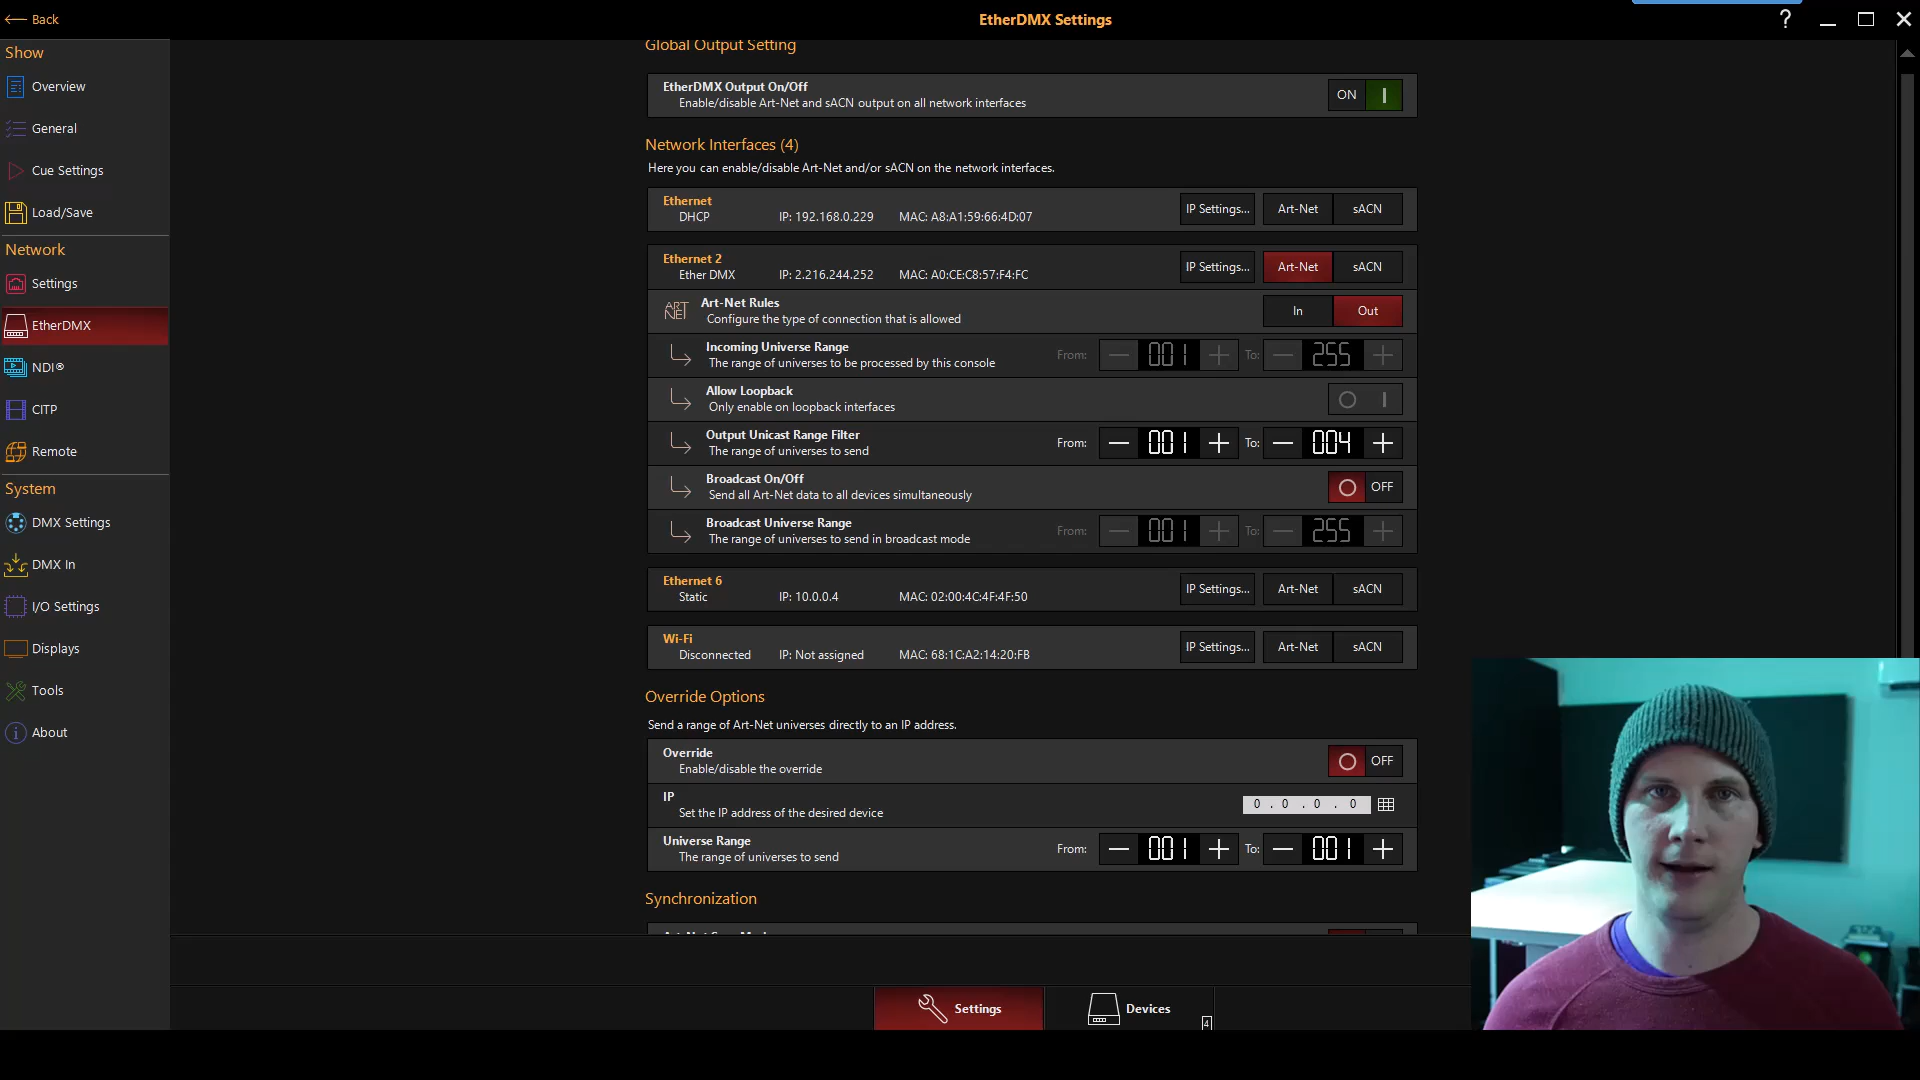 Back
EtherDMX Settings
?
Show
Overview
General
Cue Settings
Load/Save
Network
Settings
EtherDMX
NDI®
CITP
Remote
System
DMX Settings
DMX In
I/O Settings
Displays
Tools
About
Global Output Setting
EtherDMX Output On/Off
ON
Enable/disable Art-Net and sACN output on all network interfaces
Network Interfaces (4)
Here you can enable/disable Art-Net and/or sACN on the network interfaces.
Ethernet
DHCP IP: 192.168.0.229 MAC: A8:A1:59:66:4D:07
IP Settings... Art-Net sACN
Ethernet 2
Ether DMX IP: 2.216.244.252 MAC: A0:CE:C8:57:F4:FC
IP Settings... Art-Net sACN
ART
NET
Art-Net Rules
Configure the type of connection that is allowed
In Out
Incoming Universe Range
The range of universes to be processed by this console
From: 001 To: 255
Allow Loopback
Only enable on loopback interfaces
Output Unicast Range Filter
The range of universes to send
From: 001 To: 004
Broadcast On/Off
Send all Art-Net data to all devices simultaneously
OFF
Broadcast Universe Range
The range of universes to send in broadcast mode
From: 001 To: 255
Ethernet 6
Static IP: 10.0.0.4 MAC: 02:00:4C:4F:4F:50
IP Settings... Art-Net sACN
Wi-Fi
Disconnected IP: Not assigned MAC: 68:1C:A2:14:20:FB
IP Settings... Art-Net sACN
Override Options
Send a range of Art-Net universes directly to an IP address.
Override
Enable/disable the override
OFF
IP
Set the IP address of the desired device
0 . 0 . 0 . 0
Universe Range
The range of universes to send
From: 001 To: 001
Synchronization
Settings
Devices
4